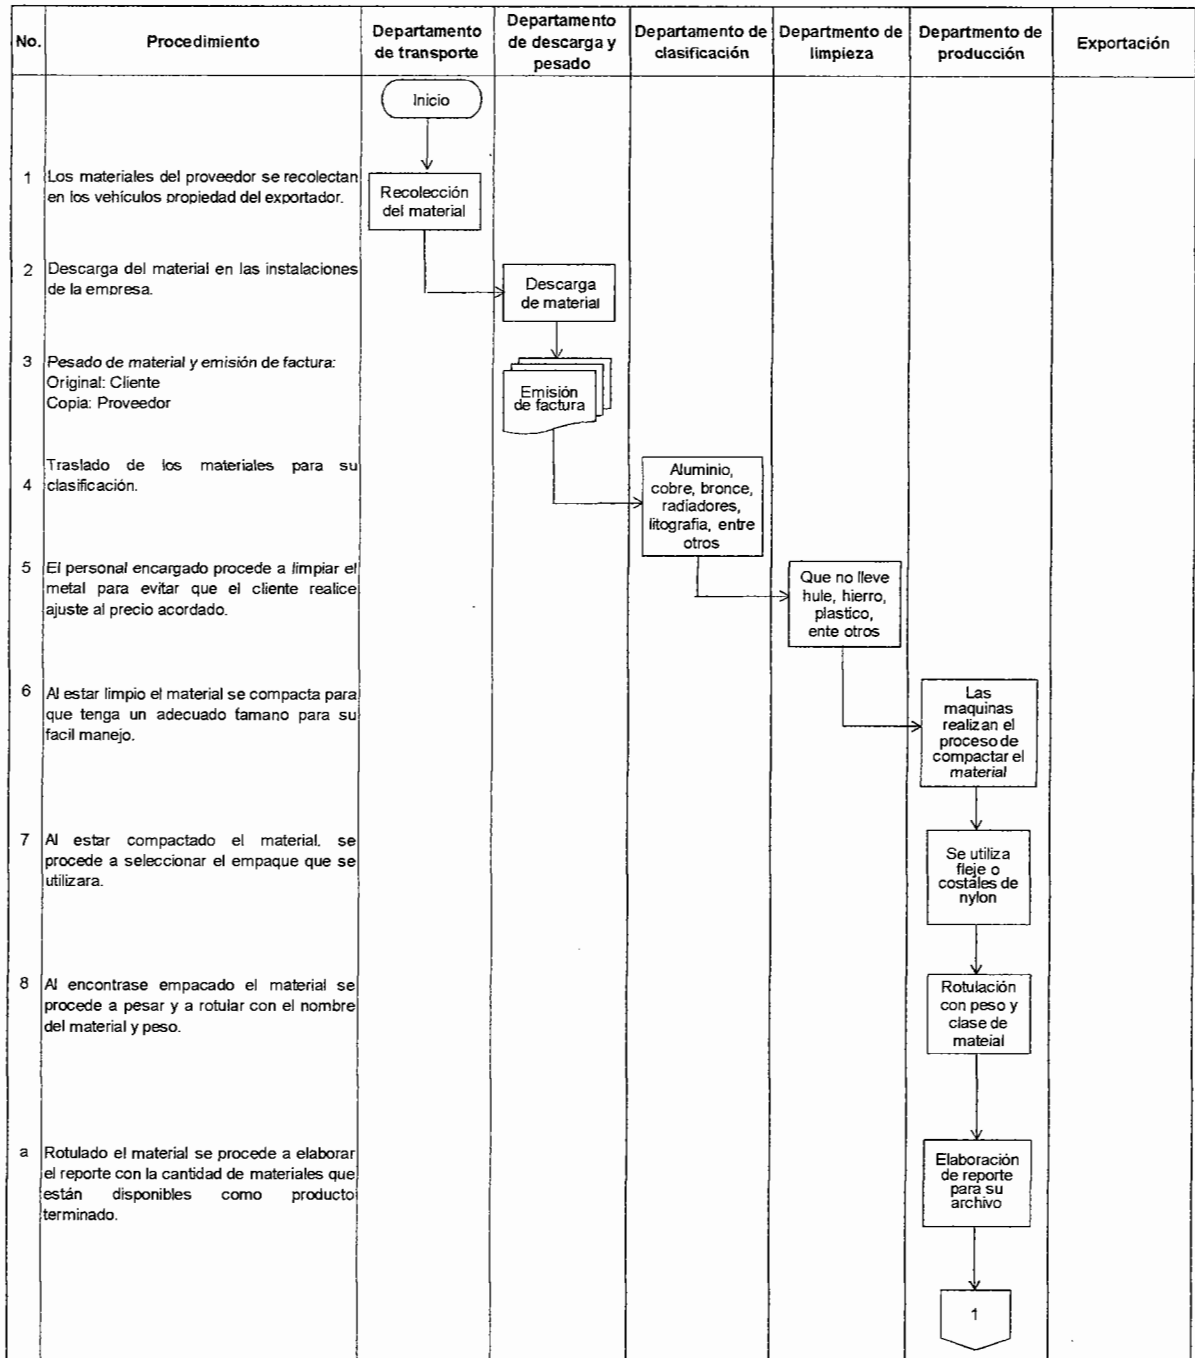 No.
Procedimiento
Departamento
de transporte
Departamento
de descarga y
pesado
Departamento de
clasificación
Departmento de
limpieza
Departmento de
producción
Exportación
Inicio
1
Los materiales del proveedor se recolectan
en los vehículos propiedad del exportador.
Recolección
del material
2
Descarga del material en las instalaciones
de la empresa.
Descarga
de material
3
Pesado de material y emisión de factura:
Original: Cliente
Copia: Proveedor
Emisión
de factura
4
Traslado de los materiales para su
clasificación.
Aluminio,
cobre, bronce,
radiadores,
litografia, entre
otros
5
El personal encargado procede a limpiar el
metal para evitar que el cliente realice
ajuste al precio acordado.
Que no lleve
hule, hierro,
plastico,
ente otros
6
Al estar limpio el material se compacta para
que tenga un adecuado tamano para su
facil manejo.
Las
maquinas
realizan el
proceso de
compactar el
material
7
Al estar compactado el material, se
procede a seleccionar el empaque que se
utilizara.
Se utiliza
fleje o
costales de
nylon
8
Al encontrase empacado el material se
procede a pesar y a rotular con el nombre
del material y peso.
Rotulación
con peso y
clase de
mateial
a
Rotulado el material se procede a elaborar
el reporte con la cantidad de materiales que
están disponibles como producto
terminado.
Elaboración
de reporte
para su
archivo
1